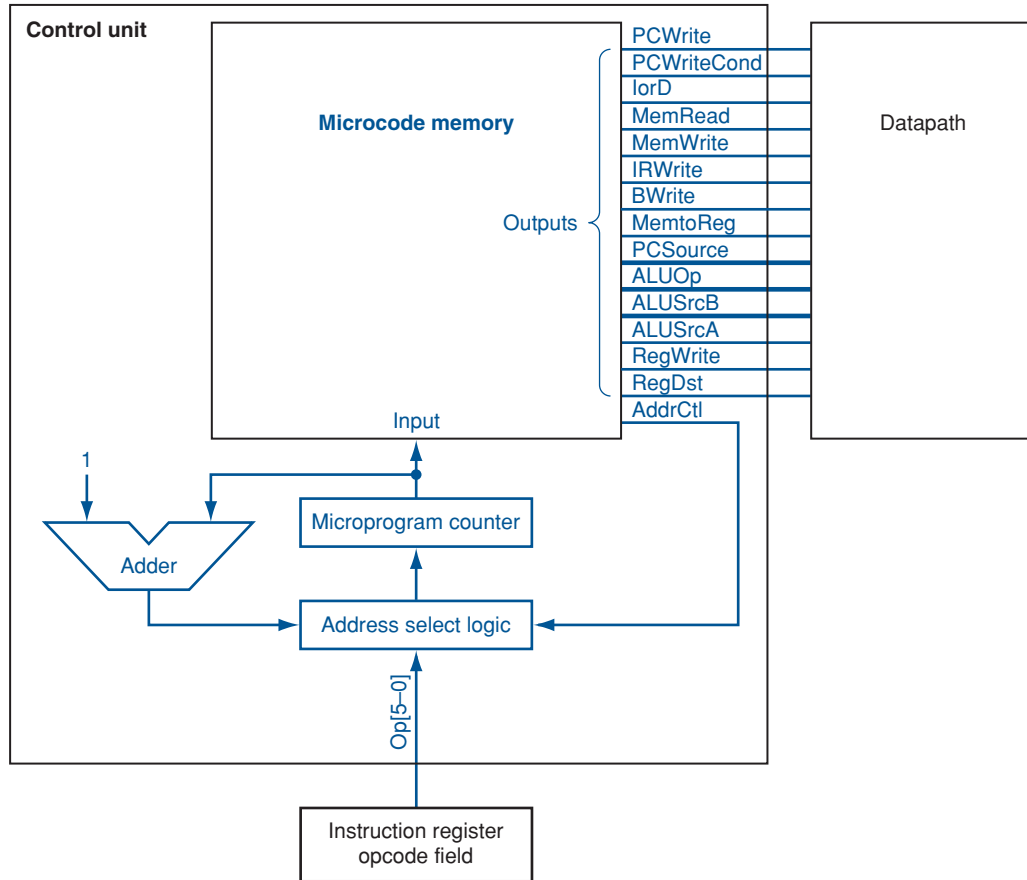 Control unit
Microcode memory
Outputs
Input
PCWrite
PCWriteCond
IorD
MemRead
MemWrite
IRWrite
BWrite
MemtoReg
PCSource
ALUOp
ALUSrcB
ALUSrcA
RegWrite
RegDst
AddrCtl
Datapath
1
Adder
Microprogram counter
Address select logic
Op[5–0]
Instruction register
opcode field